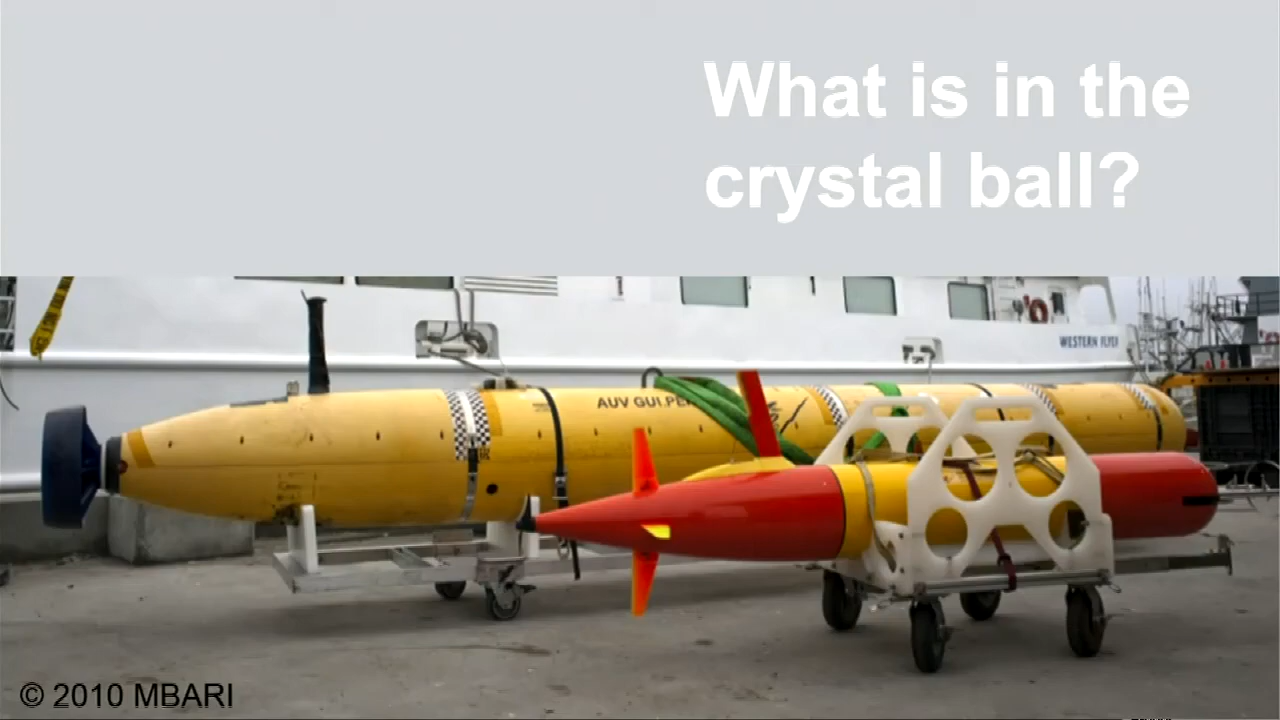 What is in the
crystal ball?
WESTERN FLYER
AUV GULPER
© 2010 MBARI